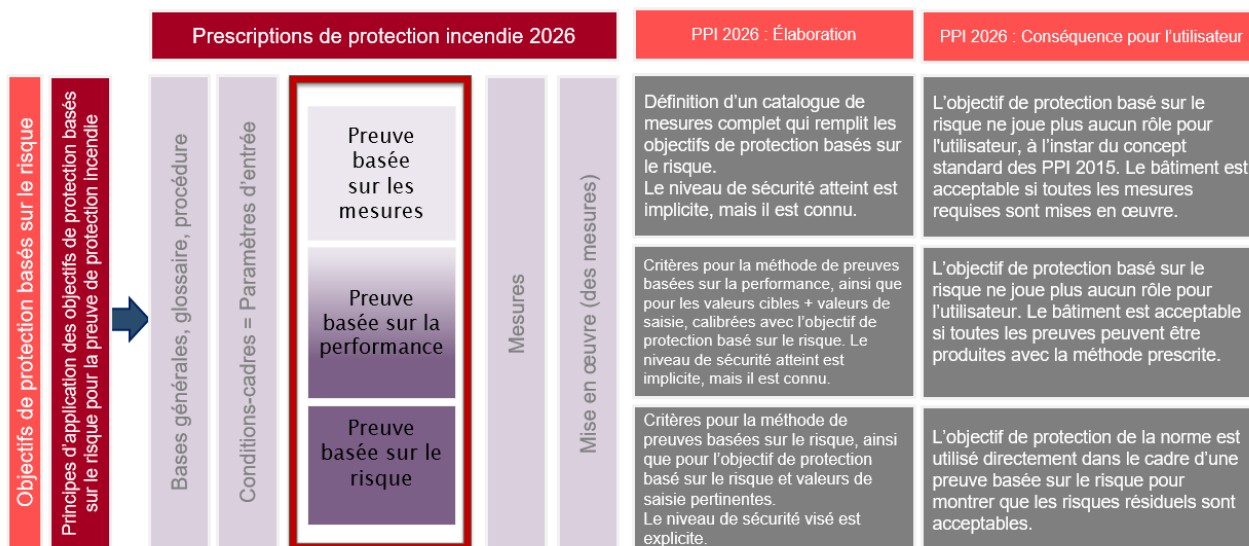 Prescriptions de protection incendie 2026
PPI 2026 : Élaboration
PPI 2026 : Conséquence pour l'utilisateur
Objectifs de protection basés sur le risque
Principes d'application des objectifs de protection basés
sur le risque pour la preuve de protection incendie
Bases générales, glossaire, procédure
Conditions-cadres = Paramètres d'entrée
Preuve
basée
sur les
mesures
Preuve
basée sur la
performance
Preuve
basée sur le
risque
Mesures
Mise en œuvre (des mesures)
Définition d'un catalogue de
mesures complet qui remplit les
objectifs de protection basés sur
le risque.
Le niveau de sécurité atteint est
implicite, mais il est connu.
L'objectif de protection basé sur le
risque ne joue plus aucun rôle pour
l'utilisateur, à l'instar du concept
standard des PPI 2015. Le bâtiment est
acceptable si toutes les mesures
requises sont mises en œuvre.
Critères pour la méthode de preuves
basées sur la performance, ainsi que
pour les valeurs cibles + valeurs de
saisie, calibrées avec l'objectif de
protection basé sur le risque. Le
niveau de sécurité atteint est
implicite, mais il est connu.
L'objectif de protection basé sur le
risque ne joue plus aucun rôle pour
l'utilisateur. Le bâtiment est acceptable
si toutes les preuves peuvent être
produites avec la méthode prescrite.
Critères pour la méthode de
preuves basées sur le risque, ainsi
que pour l'objectif de protection
basé sur le risque et valeurs de
saisie pertinentes.
Le niveau de sécurité visé est
explicite.
L'objectif de protection de la norme est
utilisé directement dans le cadre d'une
preuve basée sur le risque pour
montrer que les risques résiduels sont
acceptables.